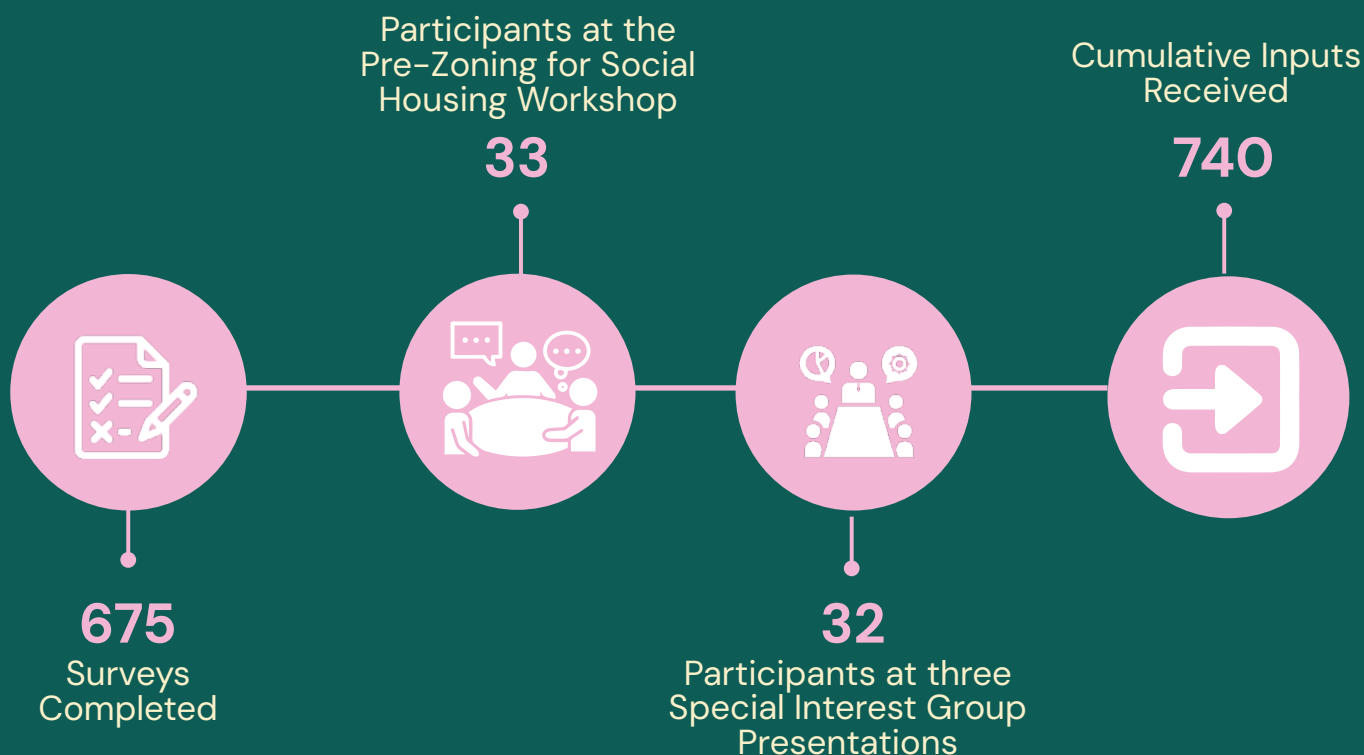 675
Surveys
Completed
Participants at the
Pre-Zoning for Social
Housing Workshop
33
32
Participants at three
Special Interest Group
Presentations
Cumulative Inputs
Received
740